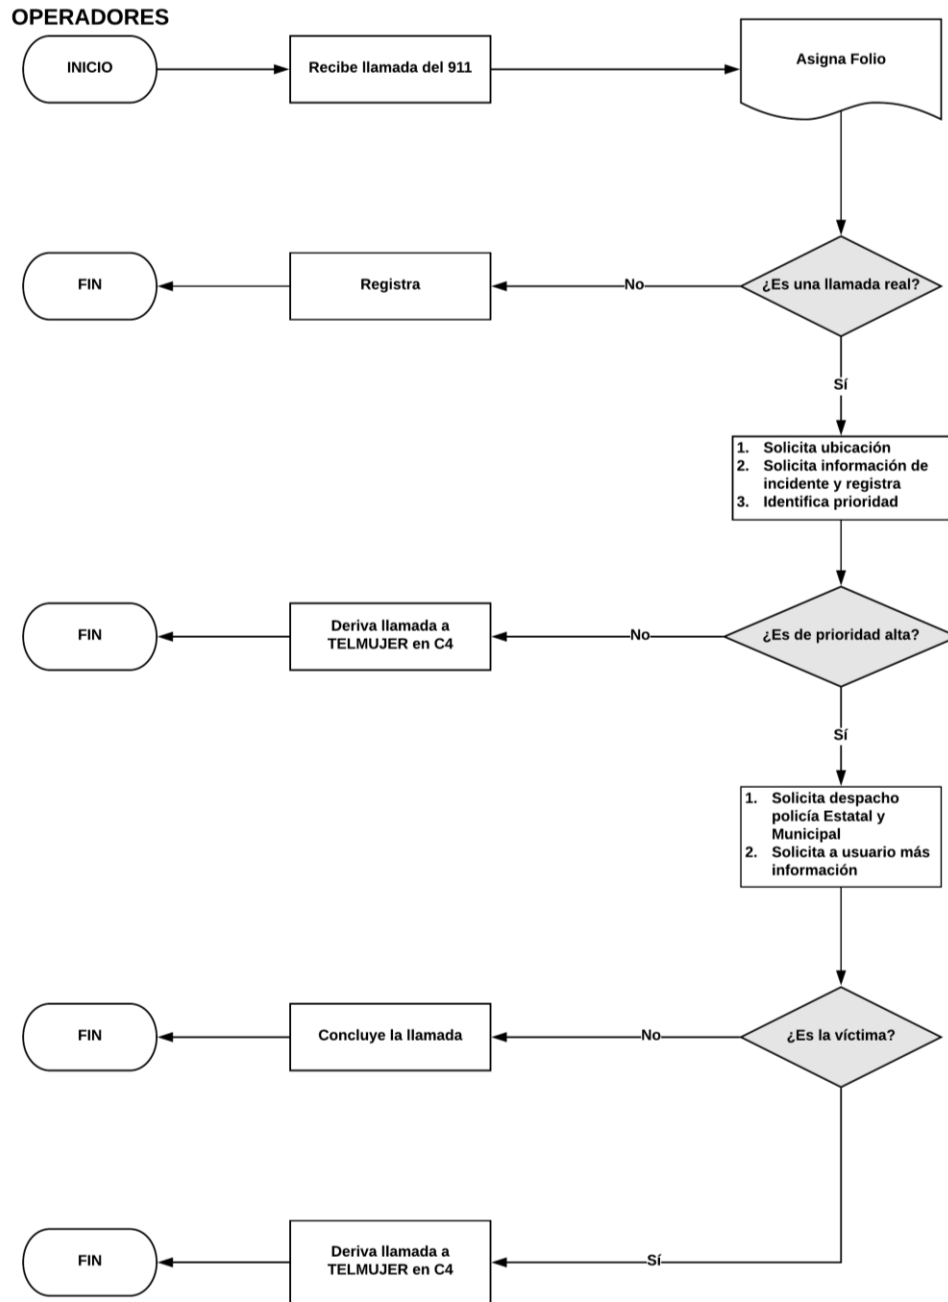 OPERADORES
INICIO
Recibe llamada del 911
Asigna Folio
FIN
Registra
No
¿Es una llamada real?
Sí
1. Solicita ubicación
2. Solicita información de
incidente y registra
3. Identifica prioridad
FIN
Deriva llamada a
TELMUJER en C4
No
¿Es de prioridad alta?
Sí
1. Solicita despacho
policía Estatal y
Municipal
2. Solicita a usuario más
información
FIN
Concluye la llamada
No
¿Es la víctima?
FIN
Deriva llamada a
TELMUJER en C4
Sí